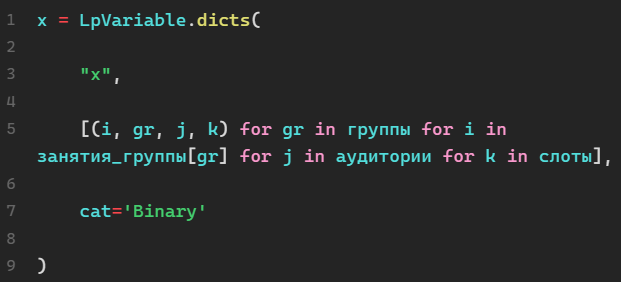 1 x = LpVariable.dicts(
2
3 "x",
4
5 [(i, gr, j, k) for gr in группы for i in
занятия_группы[gr] for j in аудитории for k in слоты],
6
7 cat='Binary'
8
9 )